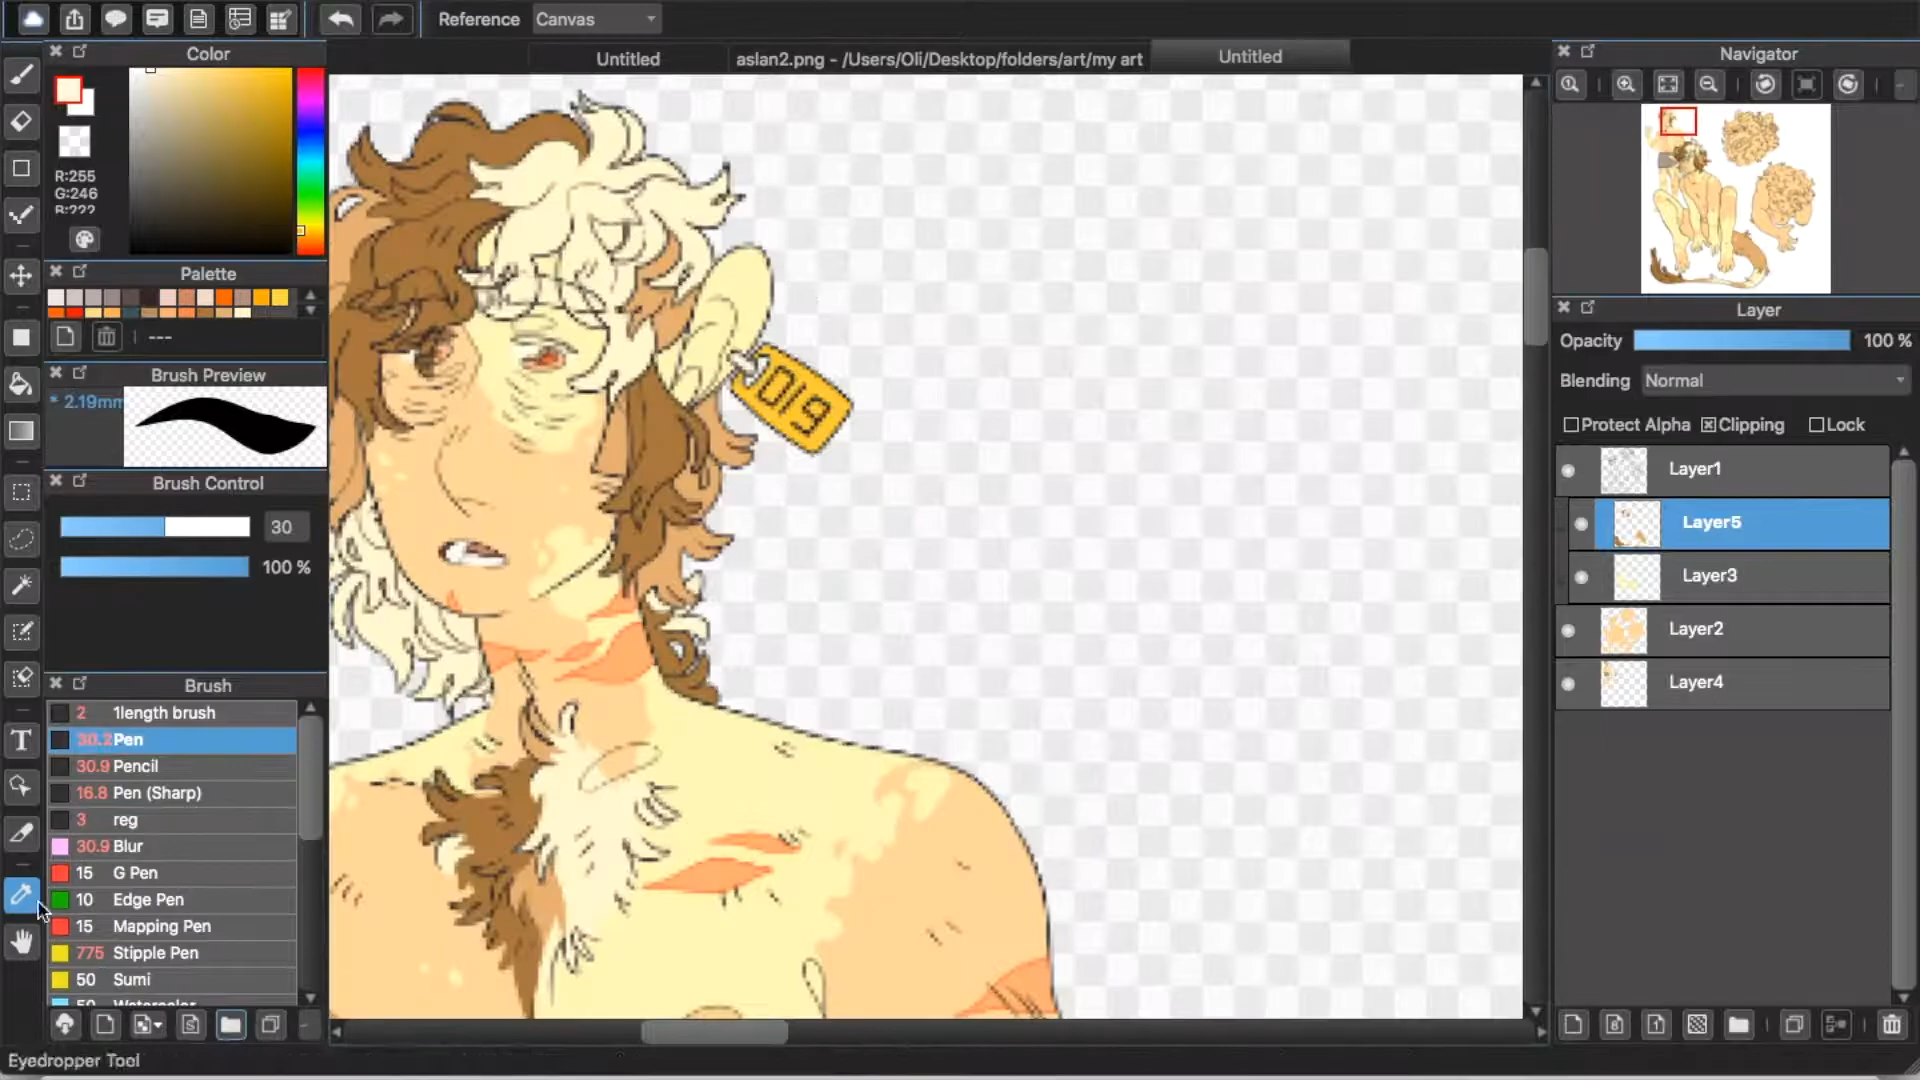 Reference Canvas
Color
Untitled
aslan2.png - /Users/Oli/Desktop/folders/art/my art
Untitled
Navigator
R:255
G:246
B:222
Palette
---
Brush Preview
* 2.19mm
Brush Control
30
100 %
Brush
2 1length brush
30.2 Pen
30.9 Pencil
16.8 Pen (Sharp)
3 reg
30.9 Blur
15 G Pen
10 Edge Pen
15 Mapping Pen
775 Stipple Pen
50 Sumi
50 Watercolor
019
Layer
Opacity 100 %
Blending Normal
Protect Alpha Clipping Lock
Layer1
Layer5
Layer3
Layer2
Layer4
Eyedropper Tool